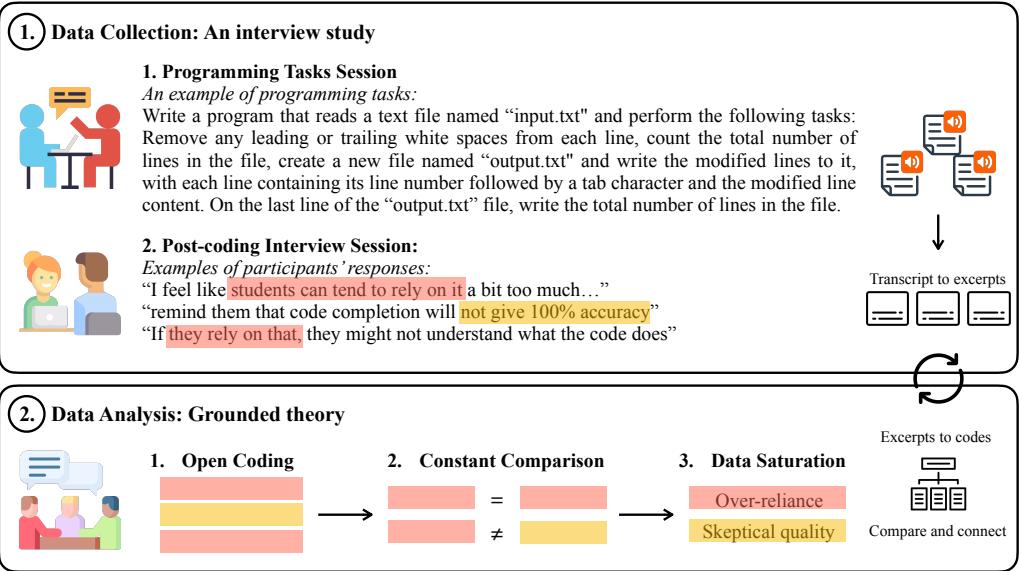 1. Data Collection: An interview study
1. Programming Tasks Session
An example of programming tasks:
Write a program that reads a text file named “input.txt" and perform the following tasks:
Remove any leading or trailing white spaces from each line, count the total number of
lines in the file, create a new file named “output.txt" and write the modified lines to it,
with each line containing its line number followed by a tab character and the modified line
content. On the last line of the “output.txt” file, write the total number of lines in the file.
2. Post-coding Interview Session:
Examples of participants’ responses:
“I feel like students can tend to rely on it a bit too much…”
“remind them that code completion will not give 100% accuracy”
“If they rely on that, they might not understand what the code does”
Transcript to excerpts
2. Data Analysis: Grounded theory
1. Open Coding
2. Constant Comparison
=
≠
3. Data Saturation
Over-reliance
Skeptical quality
Excerpts to codes
Compare and connect